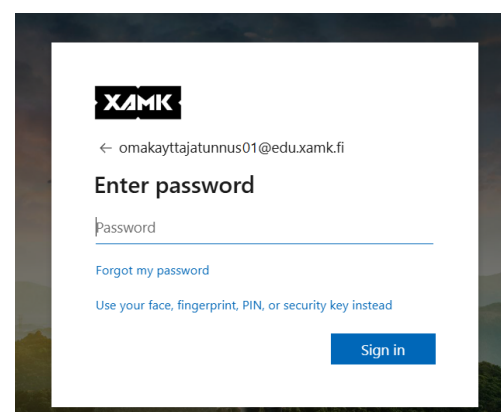 XAMK
← omakayttajatunnus01@edu.xamk.fi
Enter password
Password
Forgot my password
Use your face, fingerprint, PIN, or security key instead
Sign in